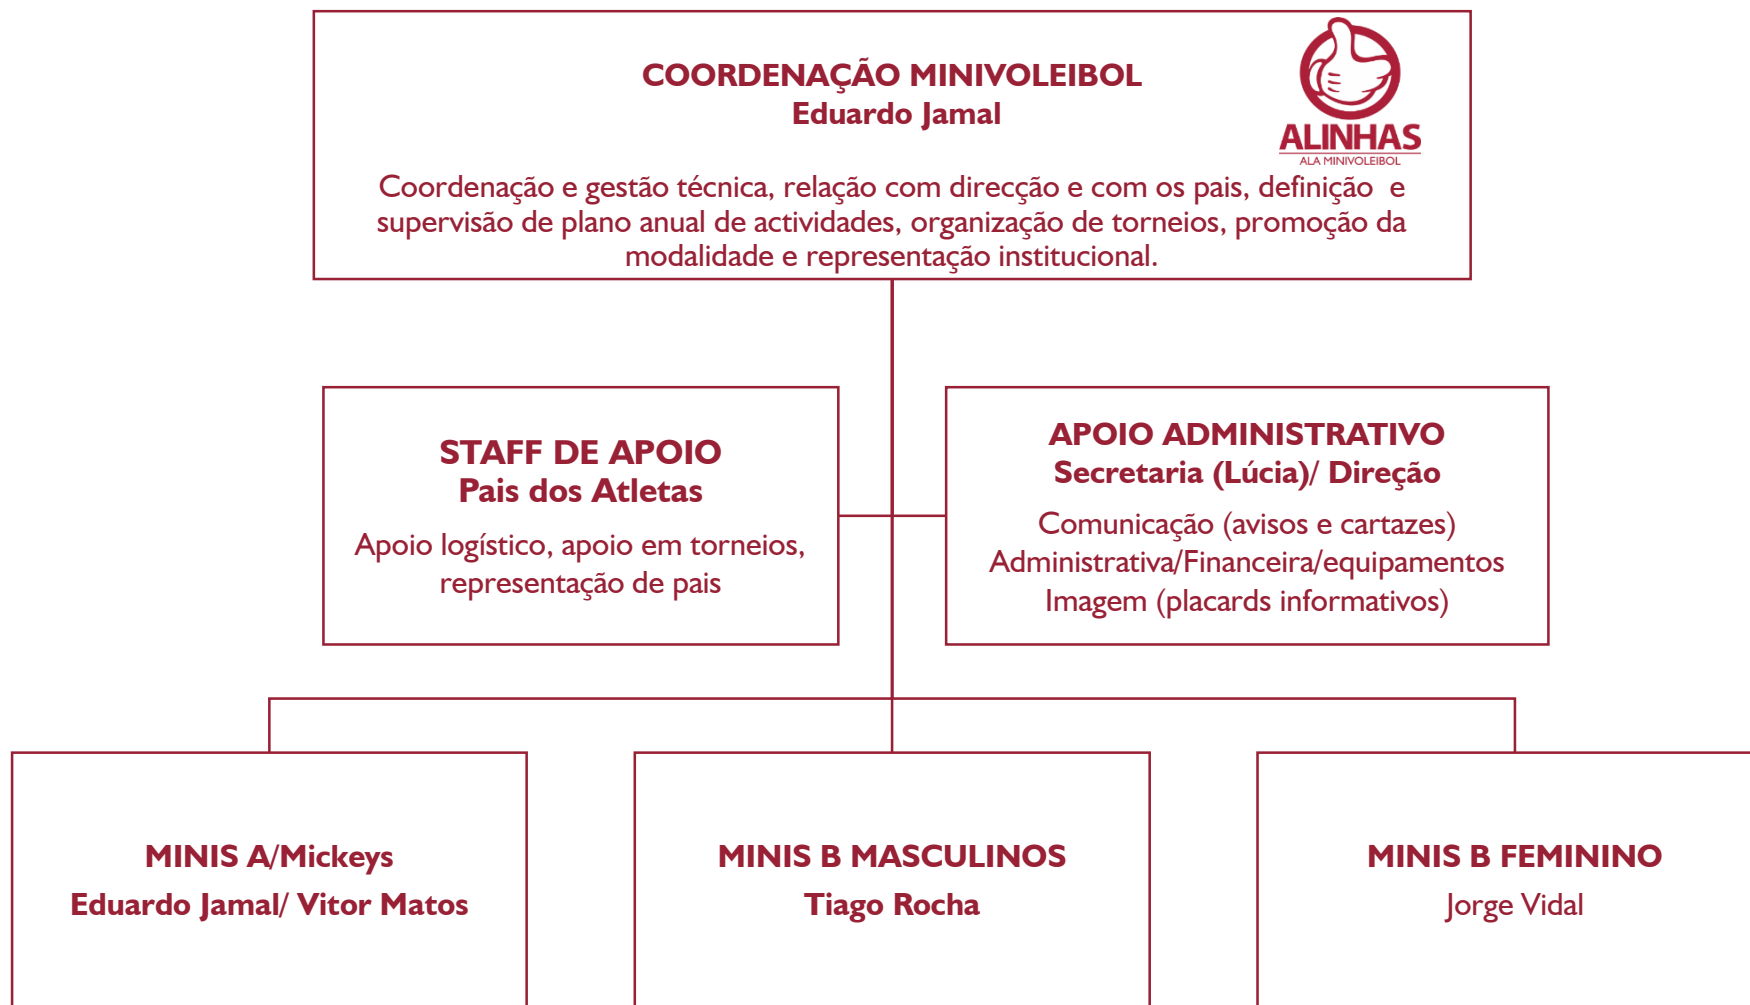 COORDENAÇÃO MINIVOLEIBOL
Eduardo Jamal
ALINHAS
ALA MINIVOLEIBOL
Coordenação e gestão técnica, relação com direcção e com os pais, definição e
supervisão de plano anual de actividades, organização de torneios, promoção da
modalidade e representação institucional.
STAFF DE APOIO
Pais dos Atletas
Apoio logístico, apoio em torneios,
representação de pais
APOIO ADMINISTRATIVO
Secretaria (Lúcia)/ Direção
Comunicação (avisos e cartazes)
Administrativa/Financeira/equipamentos
Imagem (placards informativos)
MINIS A/Mickeys
Eduardo Jamal/ Vitor Matos
MINIS B MASCULINOS
Tiago Rocha
MINIS B FEMININO
Jorge Vidal